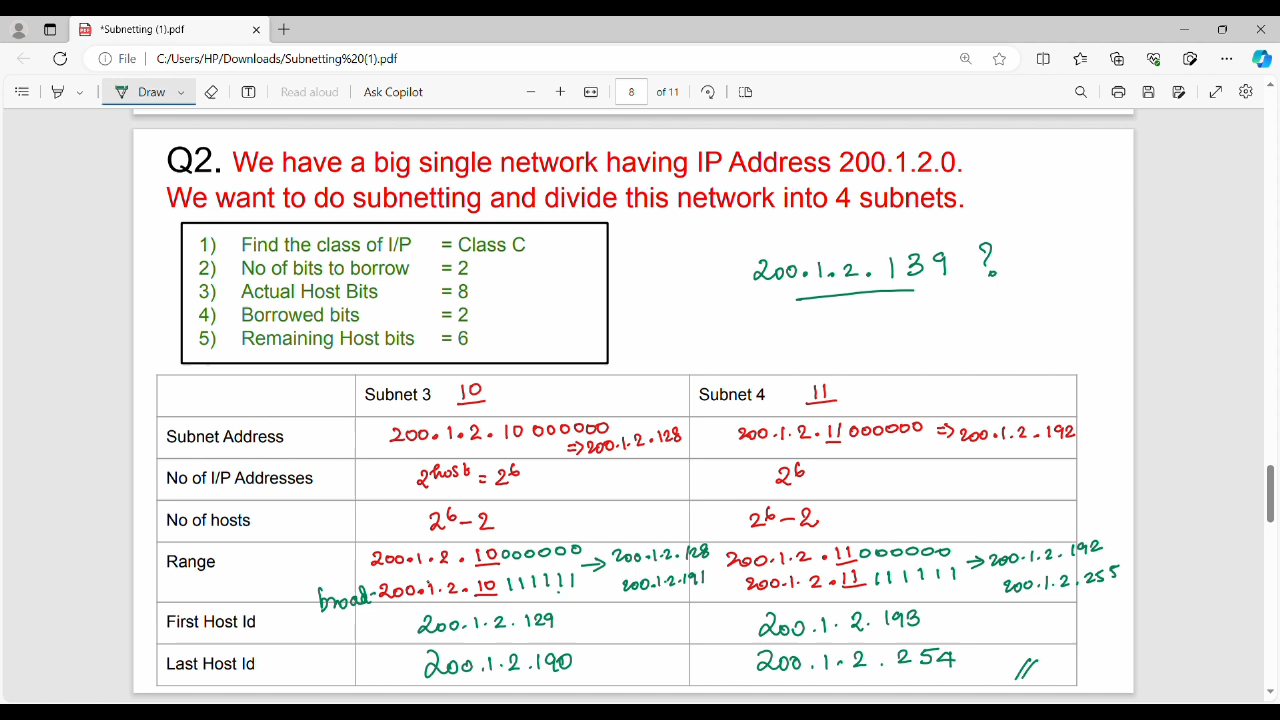 *Subnetting (1).pdf
File C:/Users/HP/Downloads/Subnetting%20(1).pdf
Draw Read aloud Ask Copilot 8 of 11
Q2. We have a big single network having IP Address 200.1.2.0.
We want to do subnetting and divide this network into 4 subnets.
1) Find the class of I/P = Class C
2) No of bits to borrow = 2
3) Actual Host Bits = 8
4) Borrowed bits = 2
5) Remaining Host bits = 6
200.1.2.139 ?
Subnet 3 10 Subnet 4 11
Subnet Address 200.1.2.10 000000 => 200.1.2.128 200.1.2.11000000 => 200.1.2.192
No of I/P Addresses 2^host = 2^6 2^6
No of hosts 2^6 - 2 2^6 - 2
Range 200.1.2.10000000 → 200.1.2.128 200.1.2.11000000 → 200.1.2.192
broad - 200.1.2.10111111 200.1.2.191 200.1.2.11111111 200.1.2.255
First Host Id 200.1.2.129 200.1.2.193
Last Host Id 200.1.2.190 200.1.2.254 //